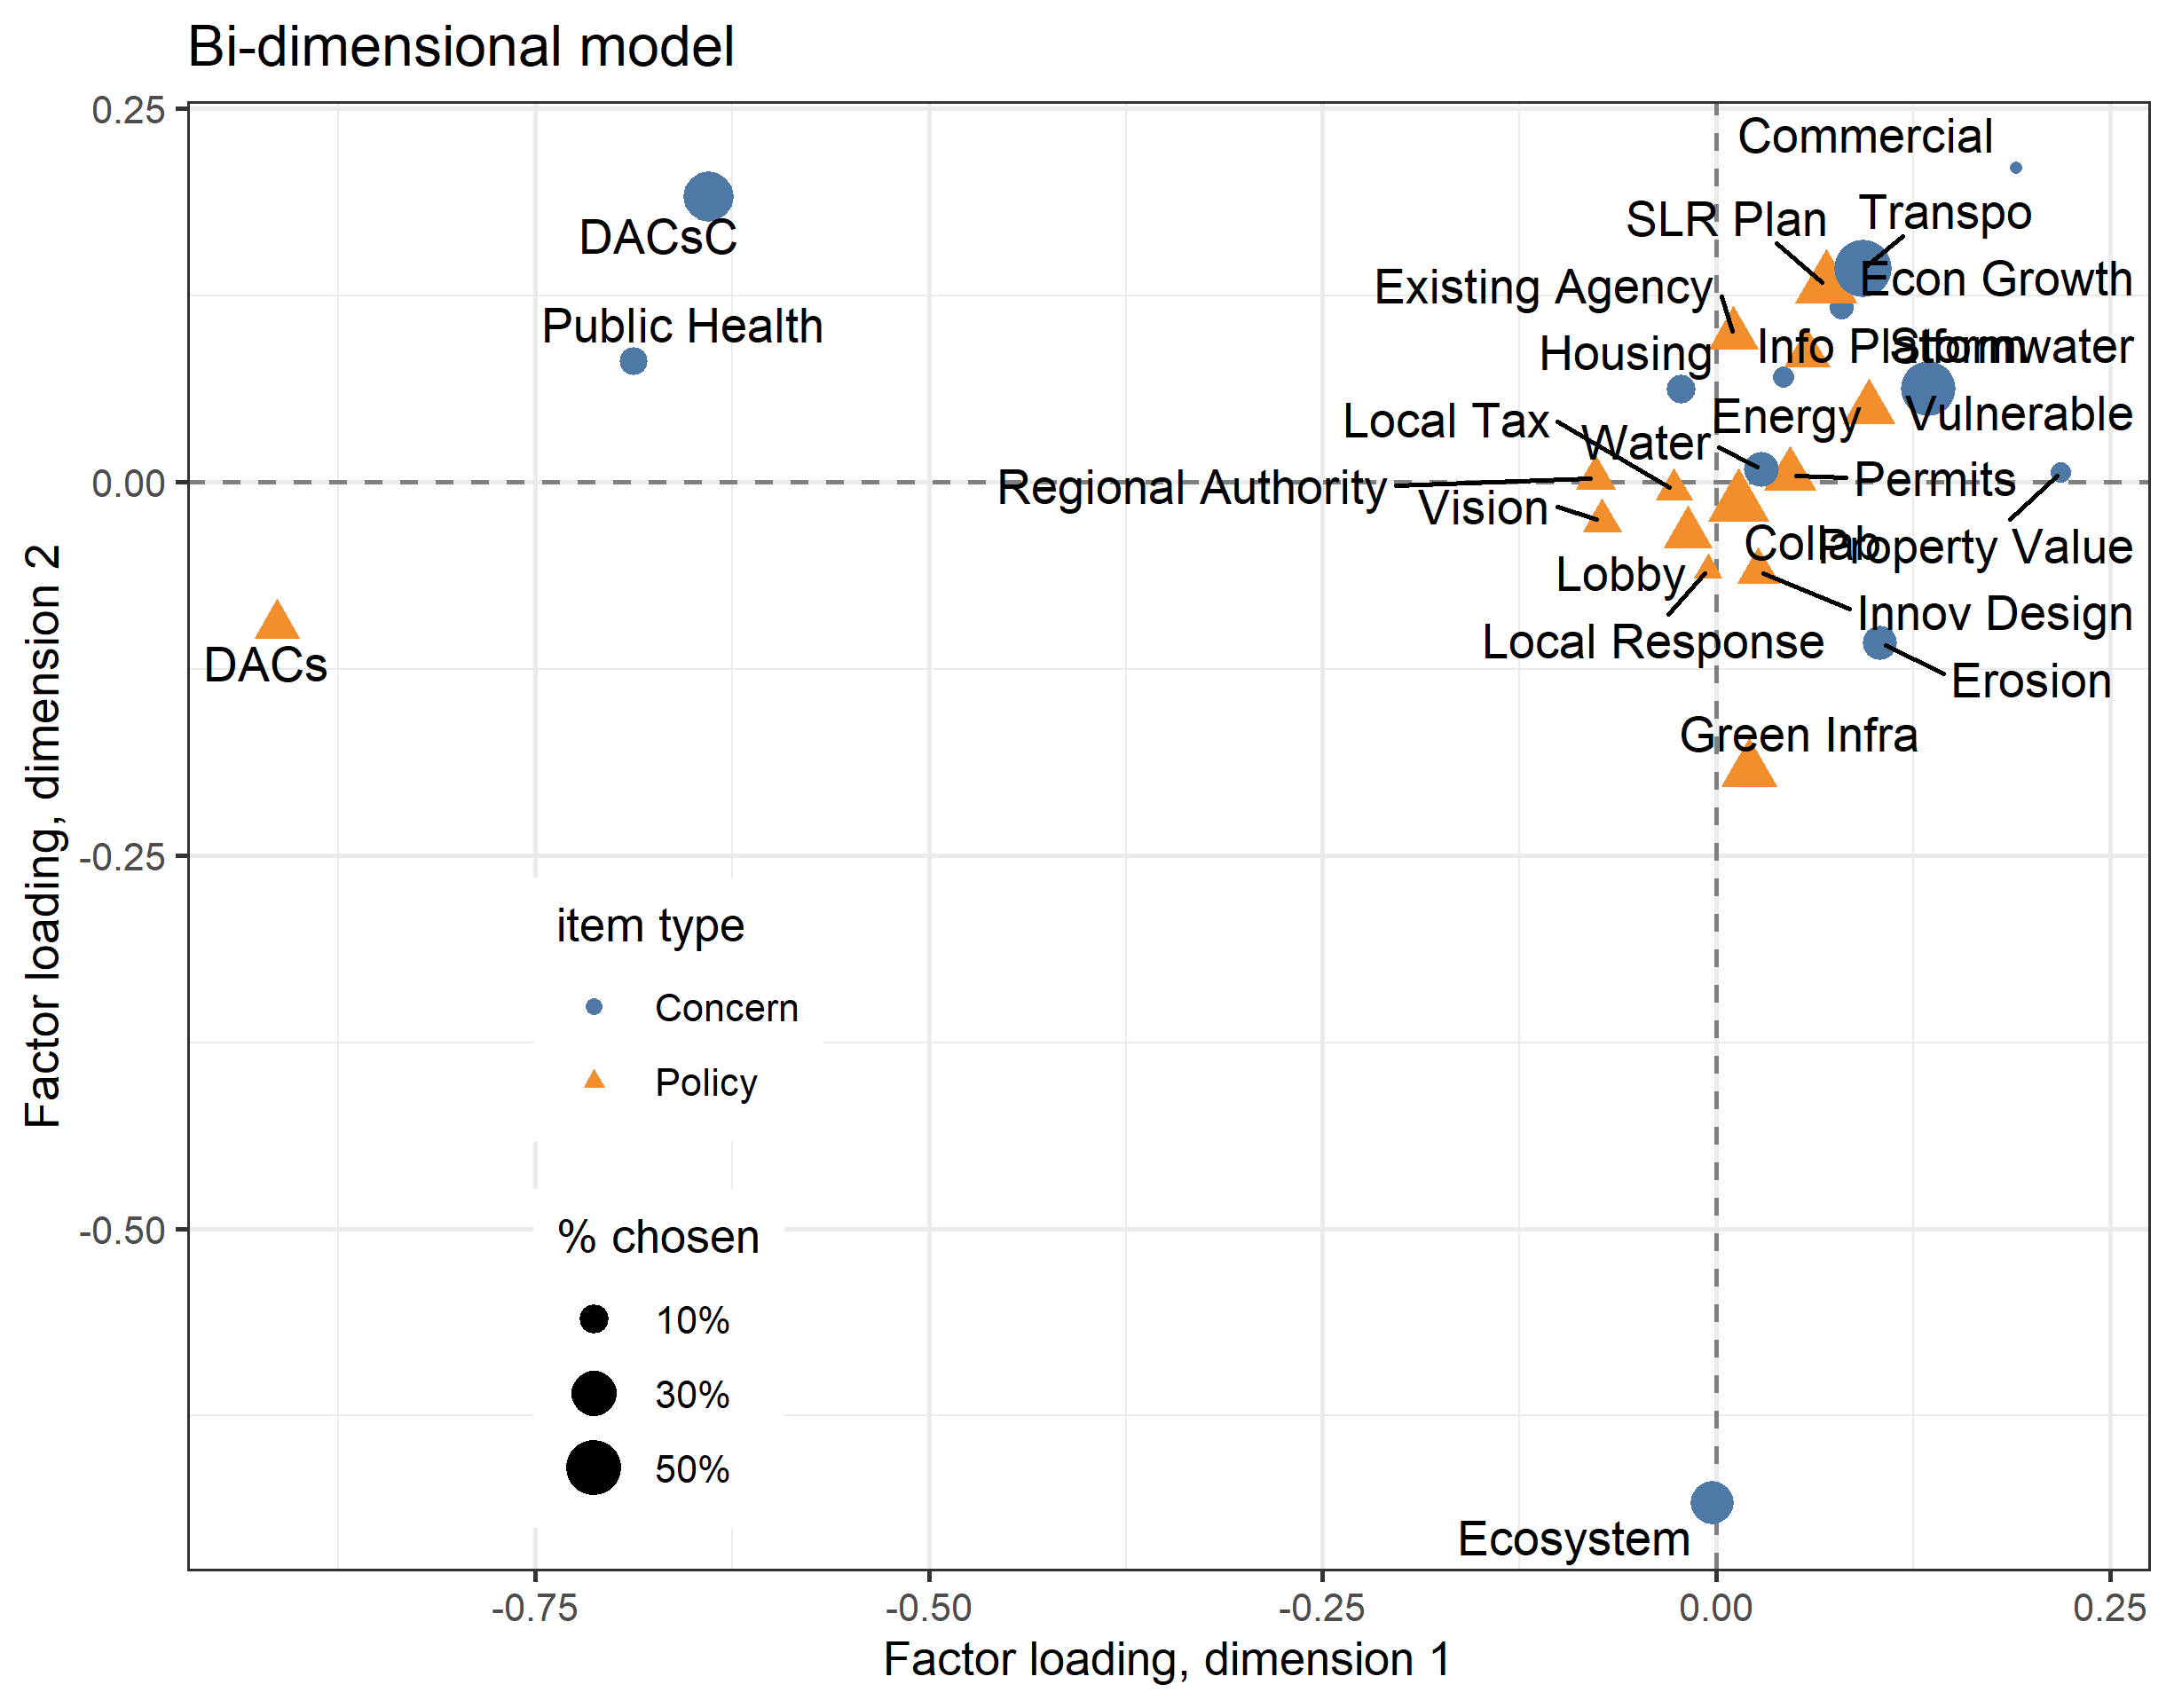 Bi-dimensional model
0.25
0.00
-0.25
-0.50
Factor loading, dimension 2
Commercial
Transpo
SLR Plan
DACsC
Econ Growth
Existing Agency
Public Health
Info Platform
Stormwater
Housing
Vulnerable
Energy
Local Tax
Water
Permits
Regional Authority
Vision
Collab
Property Value
Lobby
Innov Design
Local Response
DACs
Erosion
Green Infra
Ecosystem
item type
Concern
Policy
% chosen
10%
30%
50%
-0.75
-0.50
-0.25
0.00
0.25
Factor loading, dimension 1